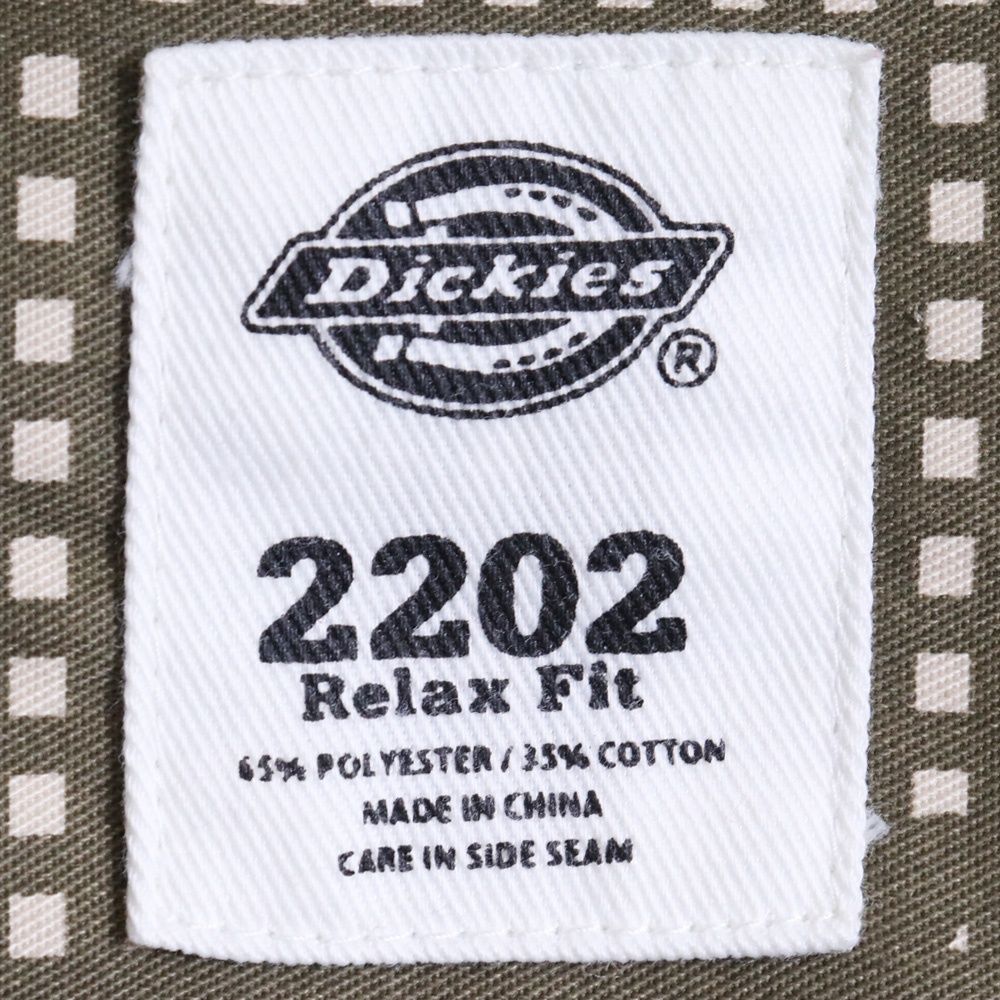 Dickies
®
2202
Relax Fit
65% POLYESTER / 35% COTTON
MADE IN CHINA
CARE IN SIDE SEAM